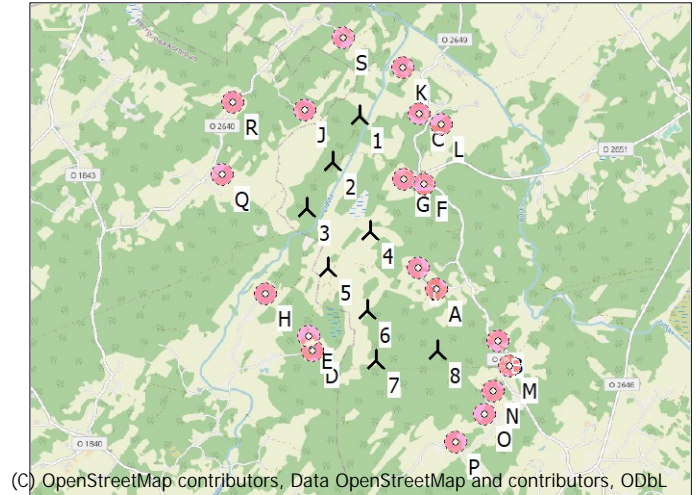 S
O 2649
K
R
J
C
L
O 2640
1
O 2651
2
O 1843
Q
G
F
3
4
5
A
H
6
E
D
8
7
M
O 2646
N
O
O 1840
P
(C) OpenStreetMap contributors, Data OpenStreetMap and contributors, ODbL